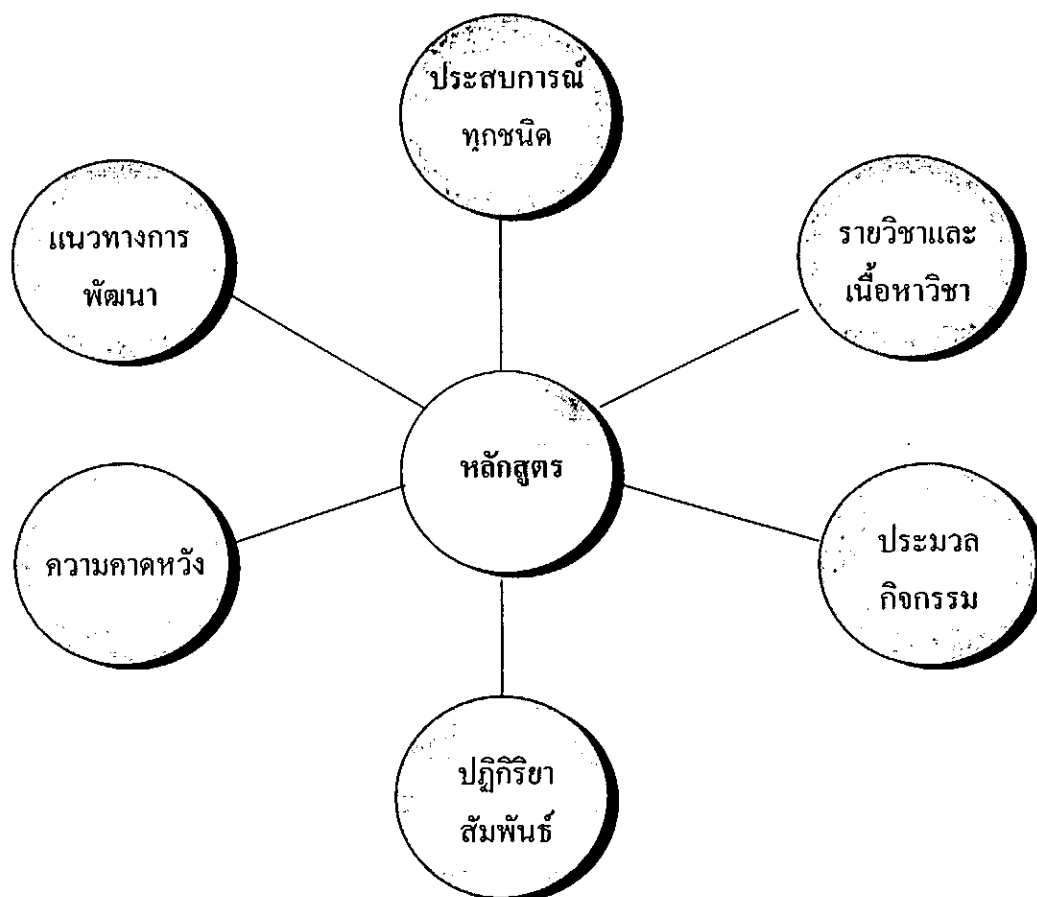 ประสบการณ์
ทุกชนิด
แนวทางการ
พัฒนา
รายวิชาและ
เนื้อหาวิชา
หลักสูตร
ความคาดหวัง
ประมวล
กิจกรรม
ปฏิกิริยา
สัมพันธ์